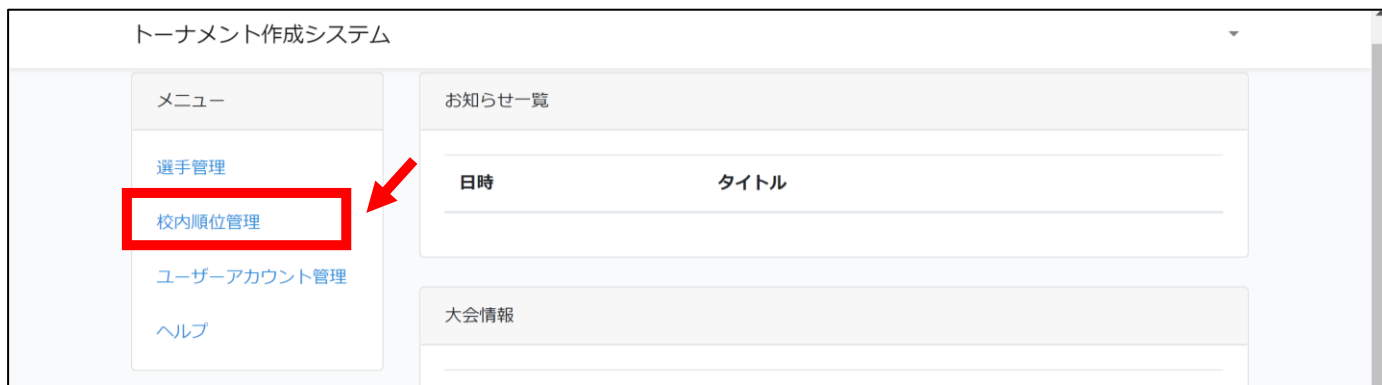 トーナメント作成システム
メニュー
選手管理
校内順位管理
ユーザーアカウント管理
ヘルプ
お知らせ一覧
日時 タイトル
大会情報